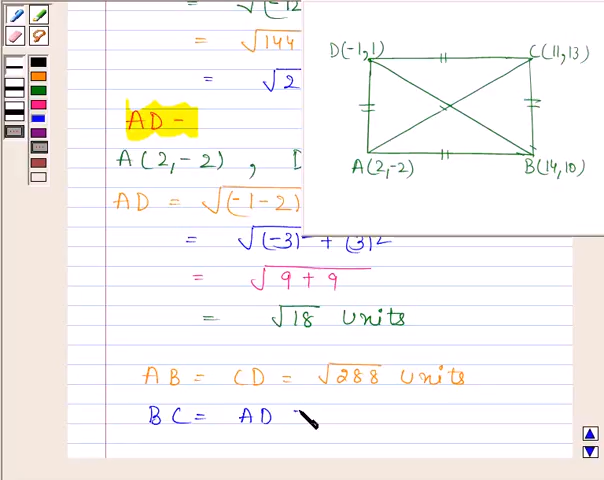 = √(-12
= √144
= √2
AD -
A(2,-2) , D
AD = √(-1-2)
= √(-3)² + (3)²
= √9 + 9
= √18 units
AB = CD = √288 units
BC = AD
D(-1,1)
C(11,13)
A(2,-2)
B(14,10)